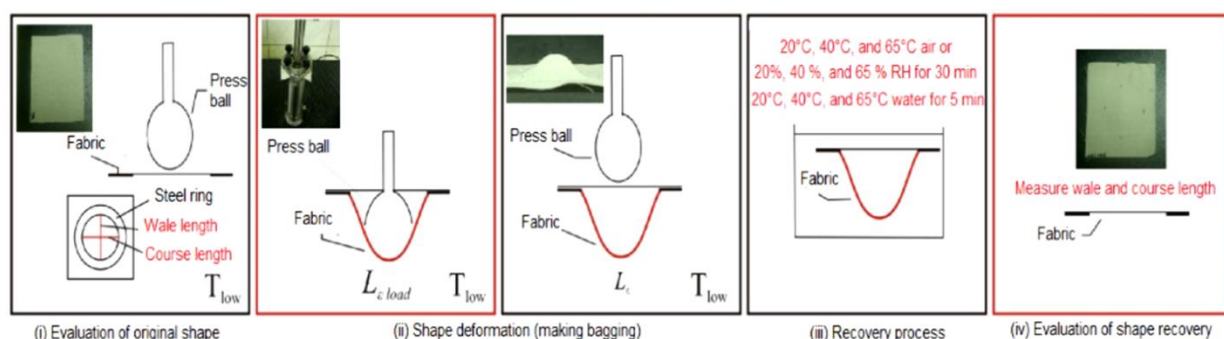 Press
ball
Fabric
Steel ring
Wale length
Course length
T low
(i) Evaluation of original shape
Press ball
Fabric
L ε load
T low
Press ball
Fabric
L ε
T low
(ii) Shape deformation (making bagging)
20°C, 40°C, and 65°C air or
20%, 40 %, and 65 % RH for 30 min
20°C, 40°C, and 65°C water for 5 min
Fabric
(iii) Recovery process
Measure wale and course length
Fabric
(iv) Evaluation of shape recovery